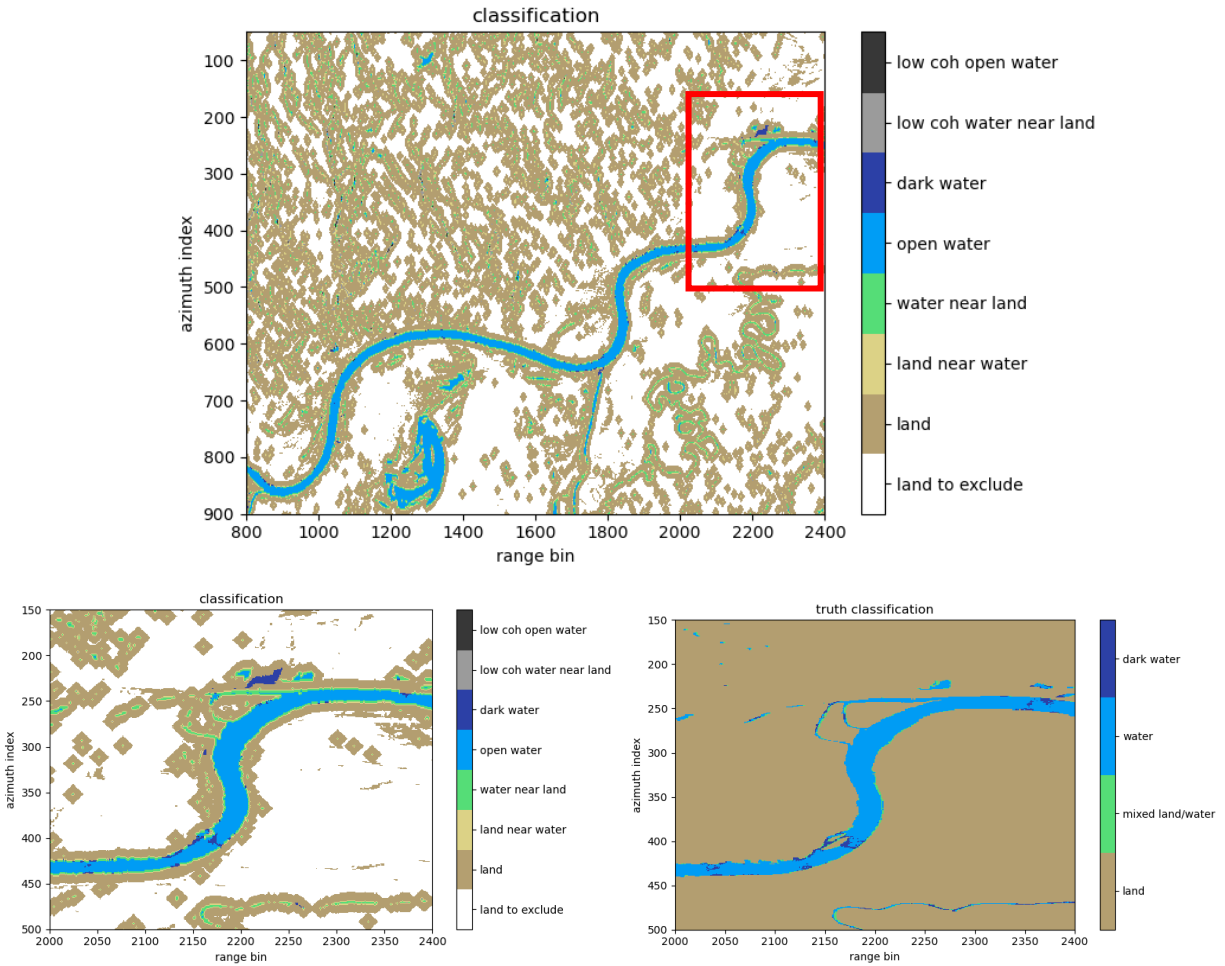 classification
100
200
300
400
500
600
700
800
900
azimuth index
800 1000 1200 1400 1600 1800 2000 2200 2400
range bin
low coh open water
low coh water near land
dark water
open water
water near land
land near water
land
land to exclude
classification
150
200
250
300
350
400
450
500
azimuth index
2000 2050 2100 2150 2200 2250 2300 2350 2400
range bin
low coh open water
low coh water near land
dark water
open water
water near land
land near water
land
land to exclude
truth classification
150
200
250
300
350
400
450
500
azimuth index
2000 2050 2100 2150 2200 2250 2300 2350 2400
range bin
dark water
water
mixed land/water
land